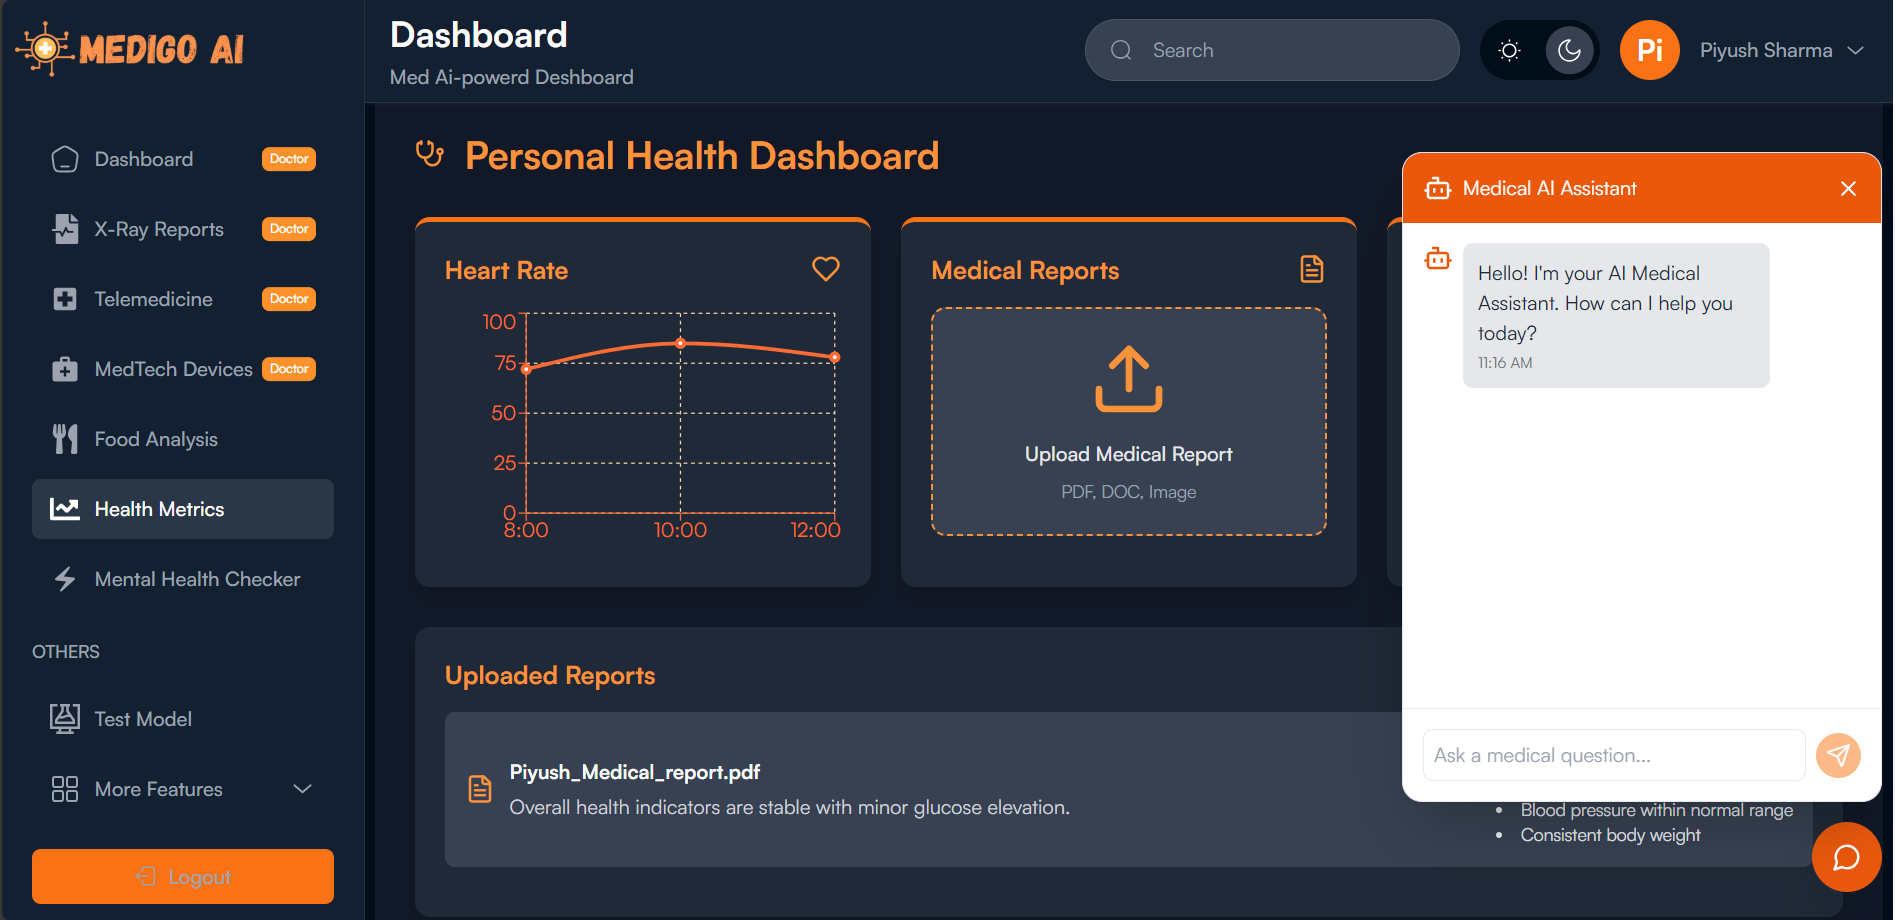 MEDIGO AI
Dashboard
Doctor
X-Ray Reports
Doctor
Telemedicine
Doctor
MedTech Devices
Doctor
Food Analysis
Health Metrics
Mental Health Checker
OTHERS
Test Model
More Features
Logout
Dashboard
Med Ai-powerd Deshboard
Search
Pi
Piyush Sharma
Personal Health Dashboard
Heart Rate
100
75
50
25
0
8:00
10:00
12:00
Medical Reports
Upload Medical Report
PDF, DOC, Image
Uploaded Reports
Piyush_Medical_report.pdf
Overall health indicators are stable with minor glucose elevation.
Blood pressure within normal range
Consistent body weight
Medical AI Assistant
Hello! I'm your AI Medical
Assistant. How can I help you
today?
11:16 AM
Ask a medical question...